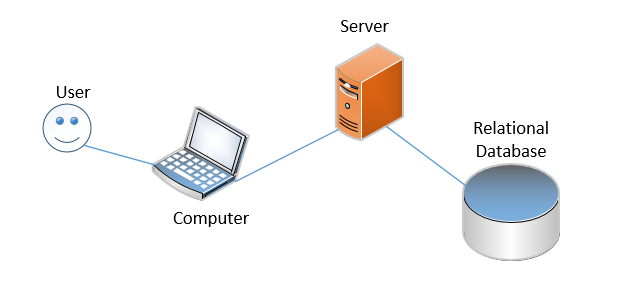 Server
User
Relational
Database
Computer